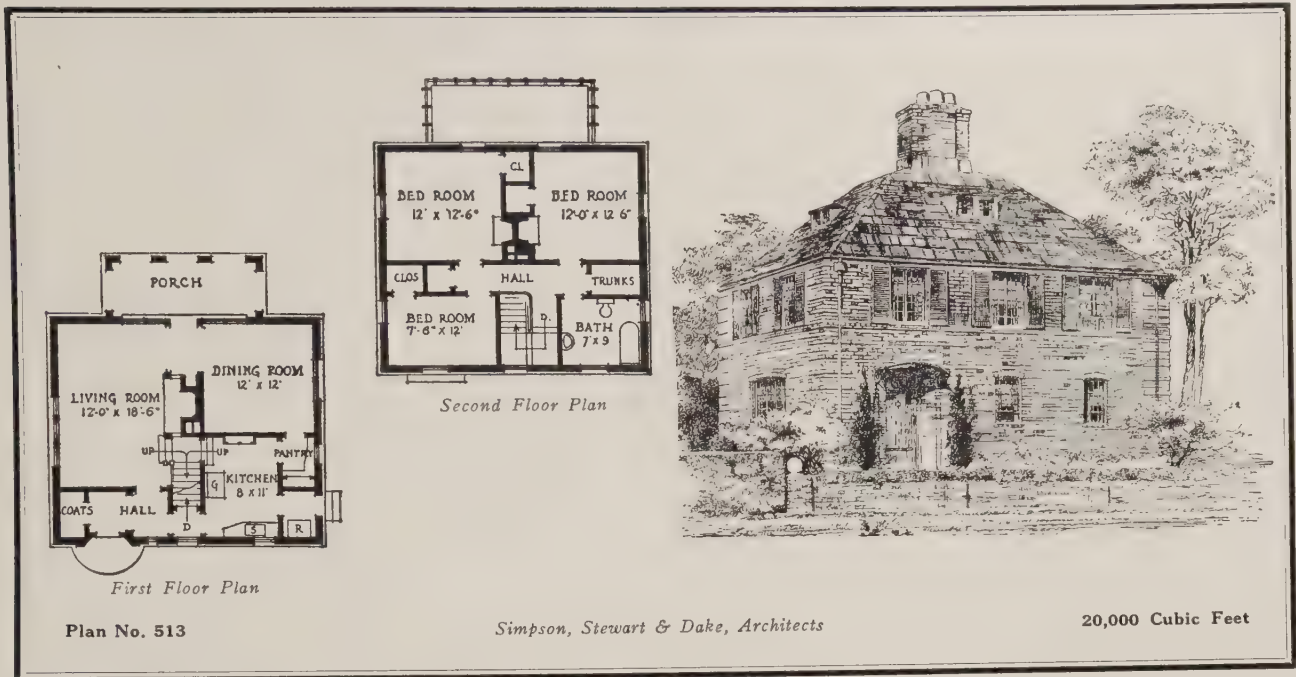 PORCH
DINING ROOM
12' x 12'
LIVING ROOM
12'-0" x 18'-6"
UP
UP
PANTRY
G
KITCHEN
8 x 11'
COATS
HALL
D
S
R
First Floor Plan
CL
BED ROOM
12' x 12'-6"
BED ROOM
12'-0" x 12 6"
CLOS
HALL
TRUNKS
BED ROOM
7'-6" x 12'
D.
BATH
7' x 9
Second Floor Plan
Plan No. 513
Simpson, Stewart & Dake, Architects
20,000 Cubic Feet